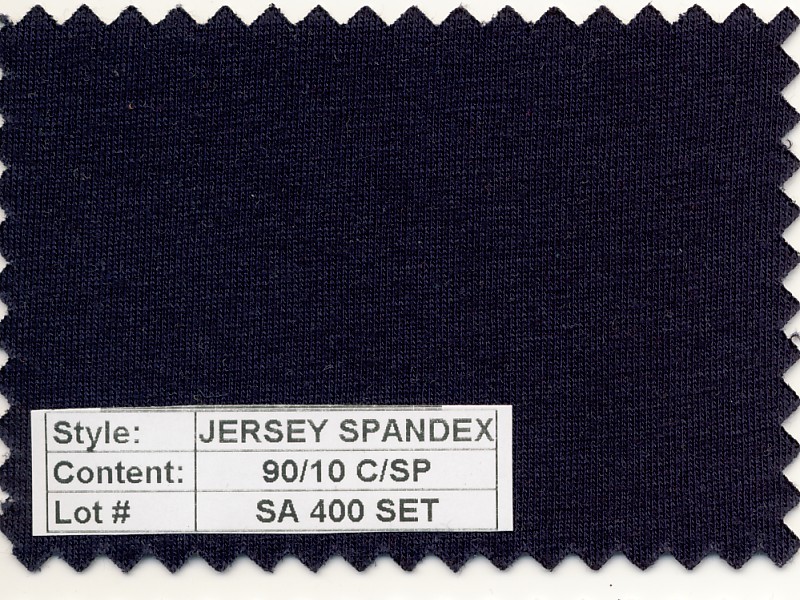 Style: JERSEY SPANDEX
Content: 90/10 C/SP
Lot # SA 400 SET